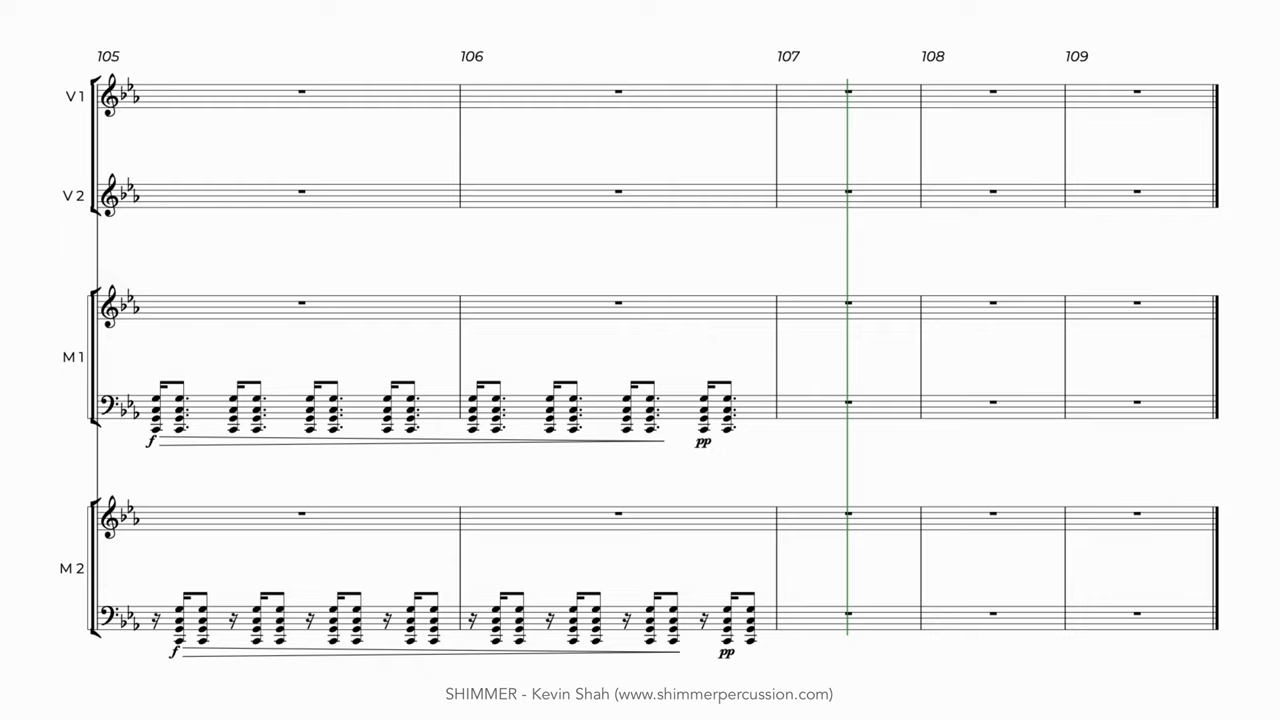 105 106 107 108 109
V 1
V 2
M 1
f pp
M 2
f pp
SHIMMER - Kevin Shah (www.shimmerpercussion.com)